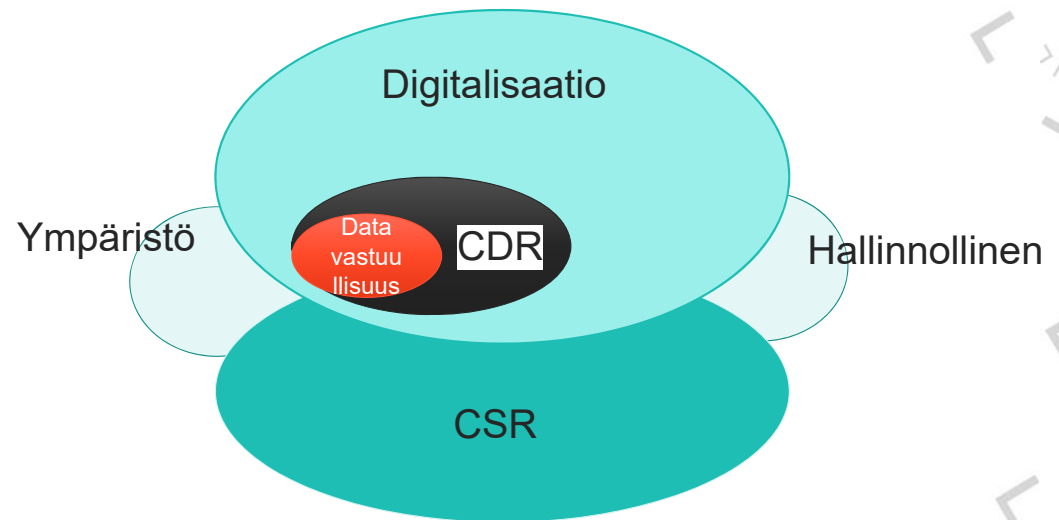 Digitalisaatio
Ympäristö
Data
vastuu
llisuus
CDR
Hallinnollinen
CSR